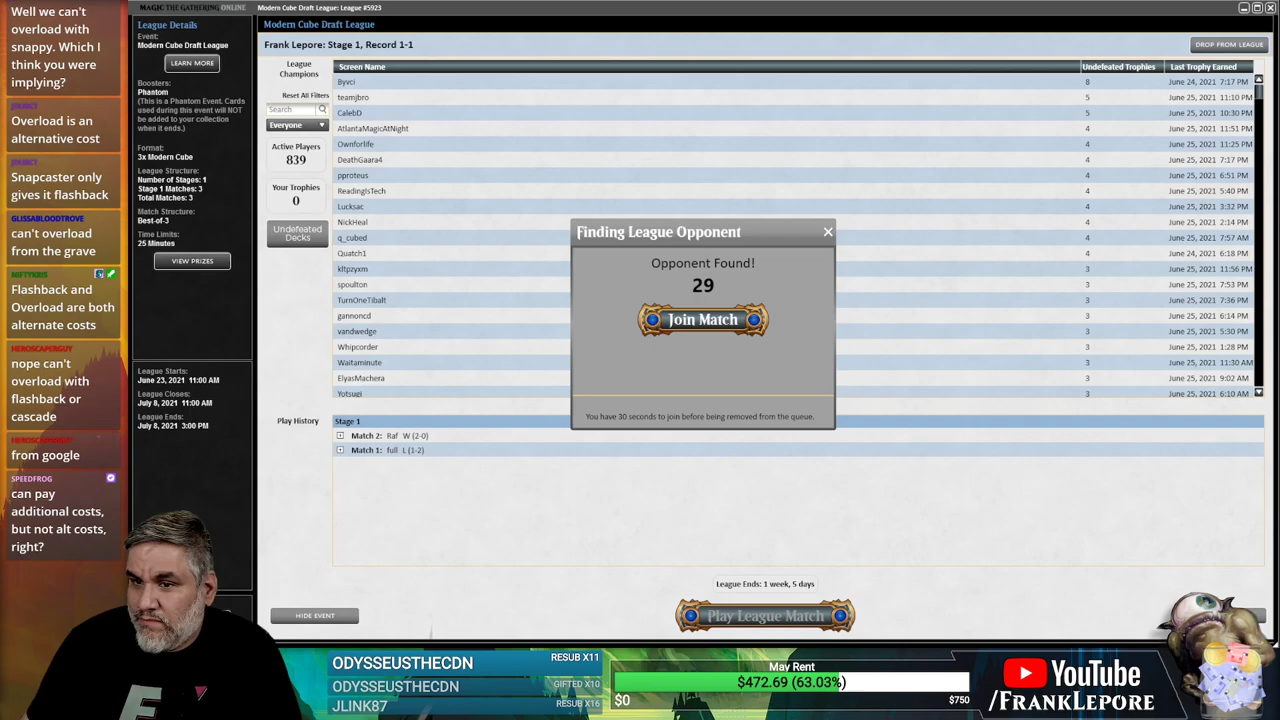 Well we can't
overload with
snappy. Which I
think you were
implying?
Overload is an
alternative cost
Snapcaster only
gives it flashback
GLISSABLOODTROVE
can't overload
from the grave
NIFTYKRIS
Flashback and
Overload are both
alternate costs
HEROSCAPERGUY
nope can't
overload with
flashback or
cascade
HEROSCAPERGUY
from google
SPEEDFROG
can pay
additional costs,
but not alt costs,
right?
MAGIC THE GATHERING ONLINE
Modern Cube Draft League: League #5923
League Details
Event:
Modern Cube Draft League
LEARN MORE
Boosters:
Phantom
(This is a Phantom Event. Cards
used during this event will NOT
be added to your collection
when it ends.)
Format:
3x Modern Cube
League Structure:
Number of Stages: 1
Stage 1 Matches: 3
Total Matches: 3
Match Structure:
Best-of-3
Time Limits:
25 Minutes
VIEW PRIZES
League Starts:
June 23, 2021 11:00 AM
League Closes:
July 8, 2021 11:00 AM
League Ends:
July 8, 2021 3:00 PM
Modern Cube Draft League
Frank Lepore: Stage 1, Record 1-1
DROP FROM LEAGUE
League
Champions
Reset All Filters
Search
Everyone
Active Players
839
Your Trophies
0
Undefeated
Decks
Screen Name Undefeated Trophies Last Trophy Earned
Byvci 8 June 24, 2021 7:17 PM
teamjbro 5 June 25, 2021 11:10 PM
CalebD 5 June 25, 2021 10:30 PM
AtlantaMagicAtNight 4 June 25, 2021 11:51 PM
Ownforlife 4 June 25, 2021 11:25 PM
DeathGaara4 4 June 25, 2021 7:17 PM
pproteus 4 June 25, 2021 6:51 PM
ReadingIsTech 4 June 25, 2021 5:40 PM
Lucksac 4 June 25, 2021 3:32 PM
NickHeal 4 June 25, 2021 2:14 PM
q_cubed 4 June 25, 2021 7:57 AM
Quatch1 4 June 24, 2021 6:18 PM
kltpzyxm 3 June 25, 2021 11:56 PM
spoulton 3 June 25, 2021 7:53 PM
TurnOneTibalt 3 June 25, 2021 7:36 PM
gannoncd 3 June 25, 2021 6:14 PM
vandwedge 3 June 25, 2021 5:30 PM
Whipcorder 3 June 25, 2021 1:28 PM
Waitaminute 3 June 25, 2021 11:30 AM
ElyasMachera 3 June 25, 2021 9:02 AM
Yotsugi 3 June 25, 2021 6:10 AM
Finding League Opponent
Opponent Found!
29
Join Match
You have 30 seconds to join before being removed from the queue.
Play History
Stage 1
Match 2: Raf W (2-0)
Match 1: full L (1-2)
League Ends: 1 week, 5 days
HIDE EVENT
Play League Match
ODYSSEUSTHECDN RESUB X11
ODYSSEUSTHECDN GIFTED X10
JLINK87 RESUB X16
May Rent
$472.69 (63.03%)
$0
$750
YouTube
/FRANKLEPORE